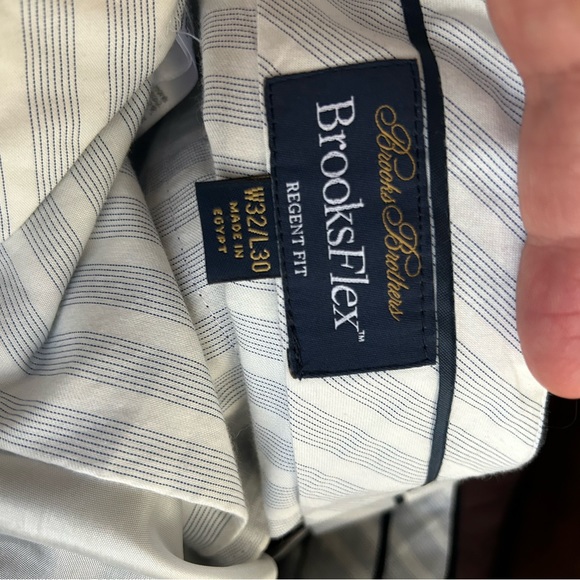 Brooks Brothers
BrooksFlex™
REGENT FIT
W32/L30
MADE IN
EGYPT